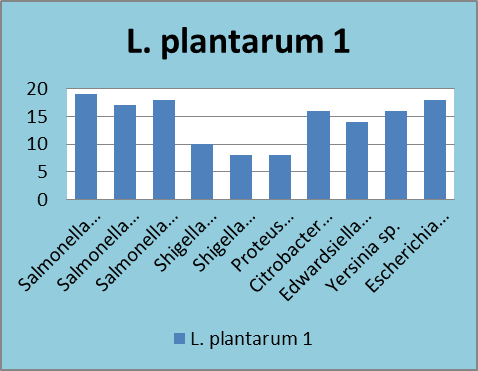 L. plantarum 1
20
15
10
5
0
Salmonella...
Salmonella...
Salmonella...
Shigella...
Shigella...
Proteus...
Citrobacter...
Edwardsiella...
Yersinia sp.
Escherichia...
L. plantarum 1